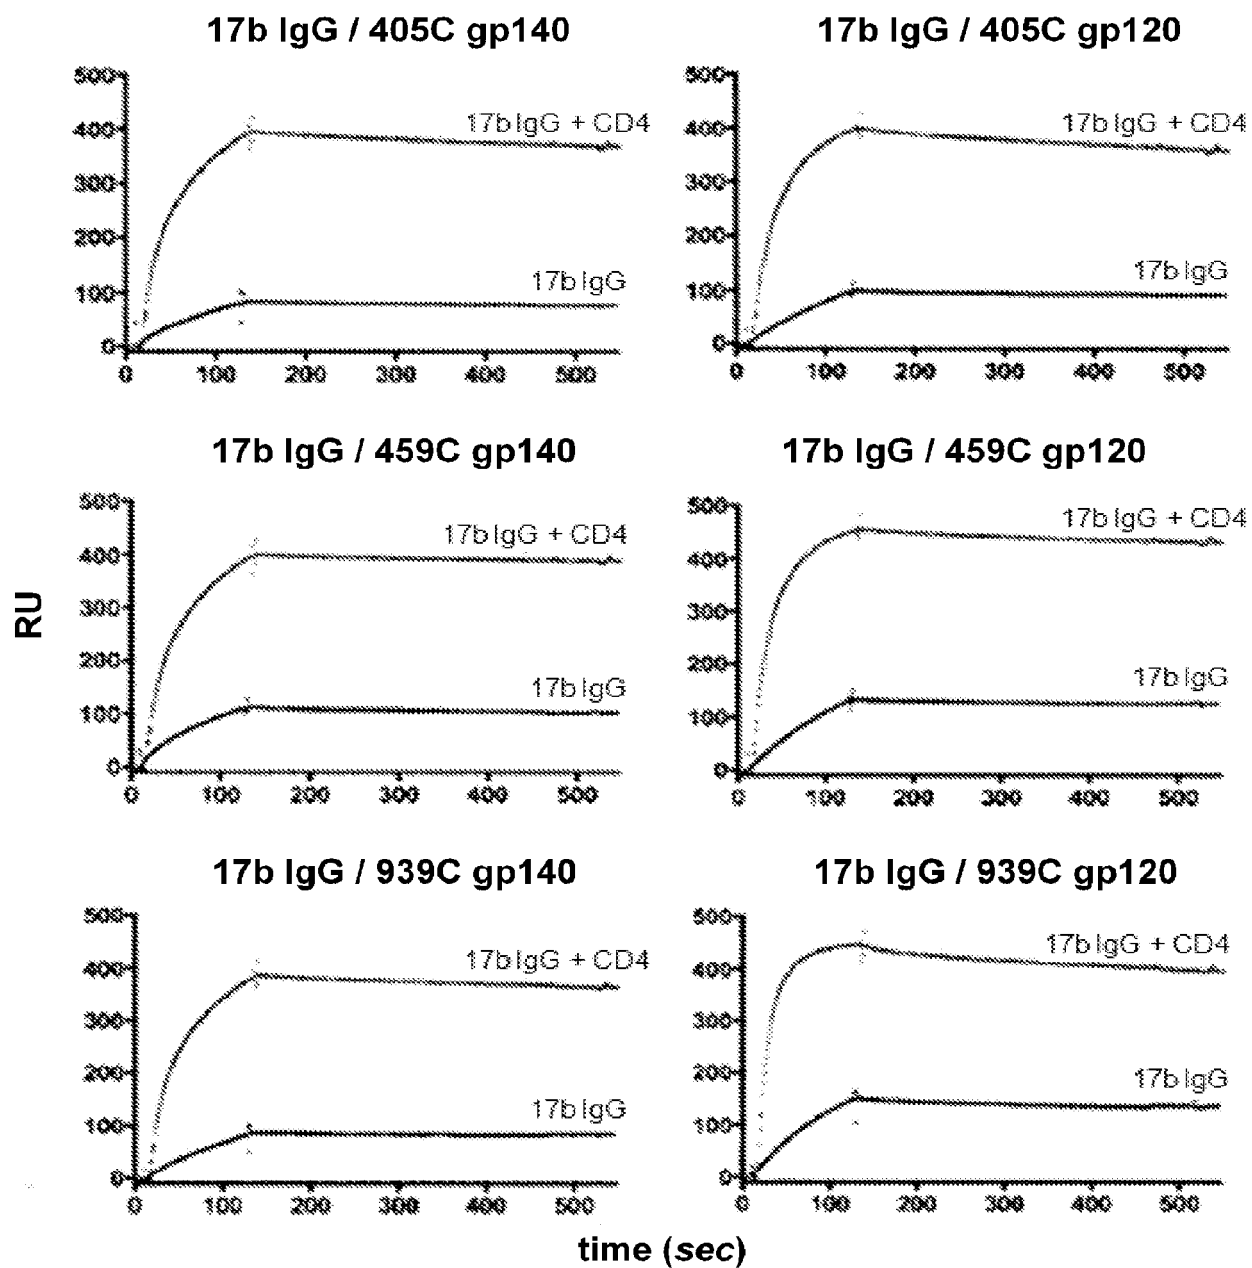 17b IgG / 405C gp140
17b IgG / 405C gp120
500
400
300
200
100
0
0 100 200 300 400 500
17b IgG + CD4
17b IgG
500
400
300
200
100
0
0 100 200 300 400 500
17b IgG + CD4
17b IgG
17b IgG / 459C gp140
17b IgG / 459C gp120
RU
500
400
300
200
100
0
0 100 200 300 400 500
17b IgG + CD4
17b IgG
500
400
300
200
100
0
0 100 200 300 400 500
17b IgG + CD4
17b IgG
17b IgG / 939C gp140
17b IgG / 939C gp120
500
400
300
200
100
0
0 100 200 300 400 500
17b IgG + CD4
17b IgG
500
400
300
200
100
0
0 100 200 300 400 500
17b IgG + CD4
17b IgG
time (sec)